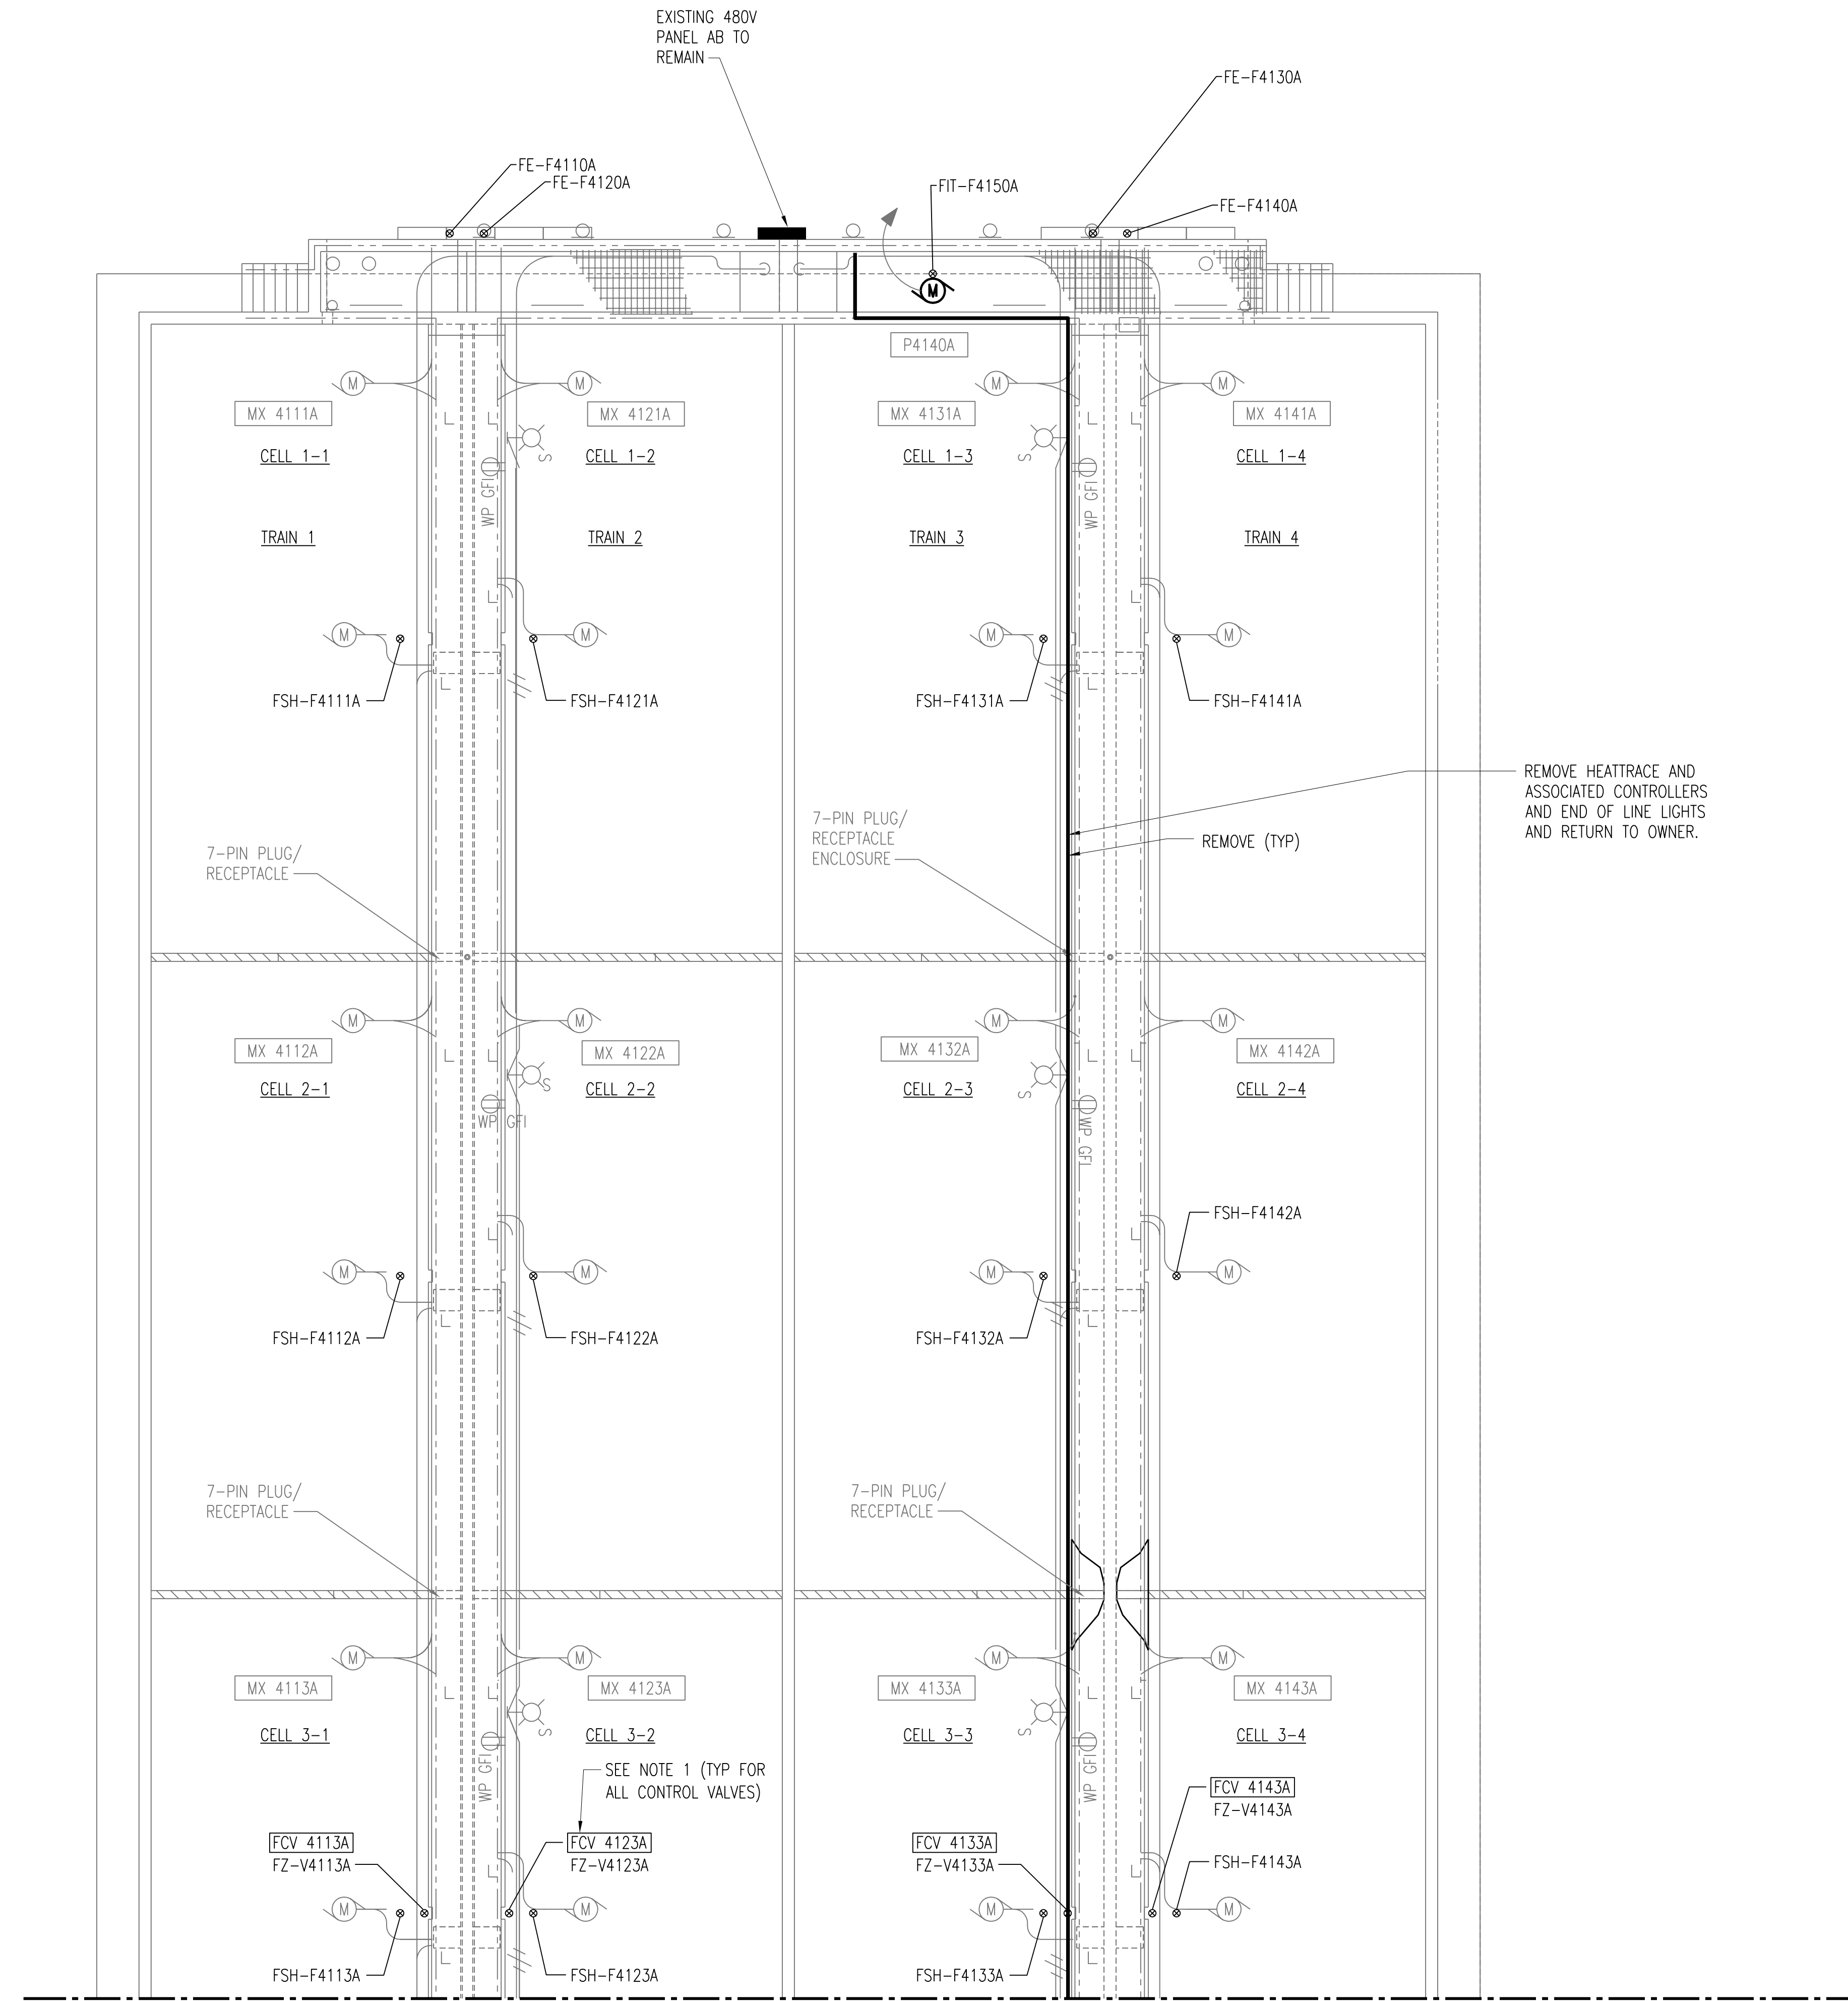 EXISTING 480V
PANEL AB TO
REMAIN
FE-F4130A
FE-F4110A
FE-F4120A
FIT-F4150A
FE-F4140A
M
P4140A
M
M
M
M
MX 4111A
MX 4121A
MX 4131A
MX 4141A
CELL 1-1
CELL 1-2
CELL 1-3
CELL 1-4
S
S
WP GFI
WP GFI
TRAIN 1
TRAIN 2
TRAIN 3
TRAIN 4
M
M
M
M
FSH-F4111A
FSH-F4121A
FSH-F4131A
FSH-F4141A
REMOVE HEATTRACE AND
ASSOCIATED CONTROLLERS
AND END OF LINE LIGHTS
AND RETURN TO OWNER.
REMOVE (TYP)
7-PIN PLUG/
RECEPTACLE
ENCLOSURE
7-PIN PLUG/
RECEPTACLE
M
M
M
M
MX 4112A
MX 4122A
MX 4132A
MX 4142A
CELL 2-1
CELL 2-2
CELL 2-3
CELL 2-4
S
S
WP GFI
WP GFI
FSH-F4142A
M
M
M
M
FSH-F4112A
FSH-F4122A
FSH-F4132A
7-PIN PLUG/
RECEPTACLE
7-PIN PLUG/
RECEPTACLE
M
M
M
M
MX 4113A
MX 4123A
MX 4133A
MX 4143A
CELL 3-1
CELL 3-2
CELL 3-3
CELL 3-4
S
S
WP GFI
WP GFI
SEE NOTE 1 (TYP FOR
ALL CONTROL VALVES)
FCV 4143A
FZ-V4143A
FCV 4113A
FZ-V4113A
FCV 4123A
FZ-V4123A
FCV 4133A
FZ-V4133A
FSH-F4143A
M
M
M
M
FSH-F4113A
FSH-F4123A
FSH-F4133A